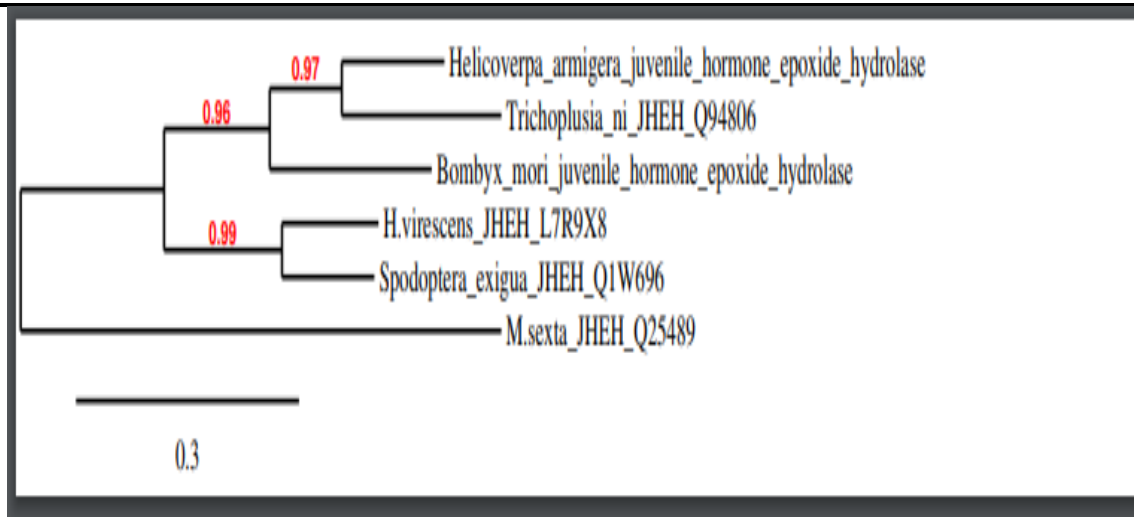 0.97
Helicoverpa_armigera_juvenile_hormone_epoxide_hydrolase
0.96
Trichoplusia_ni_JHEH_Q94806
Bombyx_mori_juvenile_hormone_epoxide_hydrolase
0.99
H.virescens_JHEH_L7R9X8
Spodoptera_exigua_JHEH_Q1W696
M.sexta_JHEH_Q25489
0.3